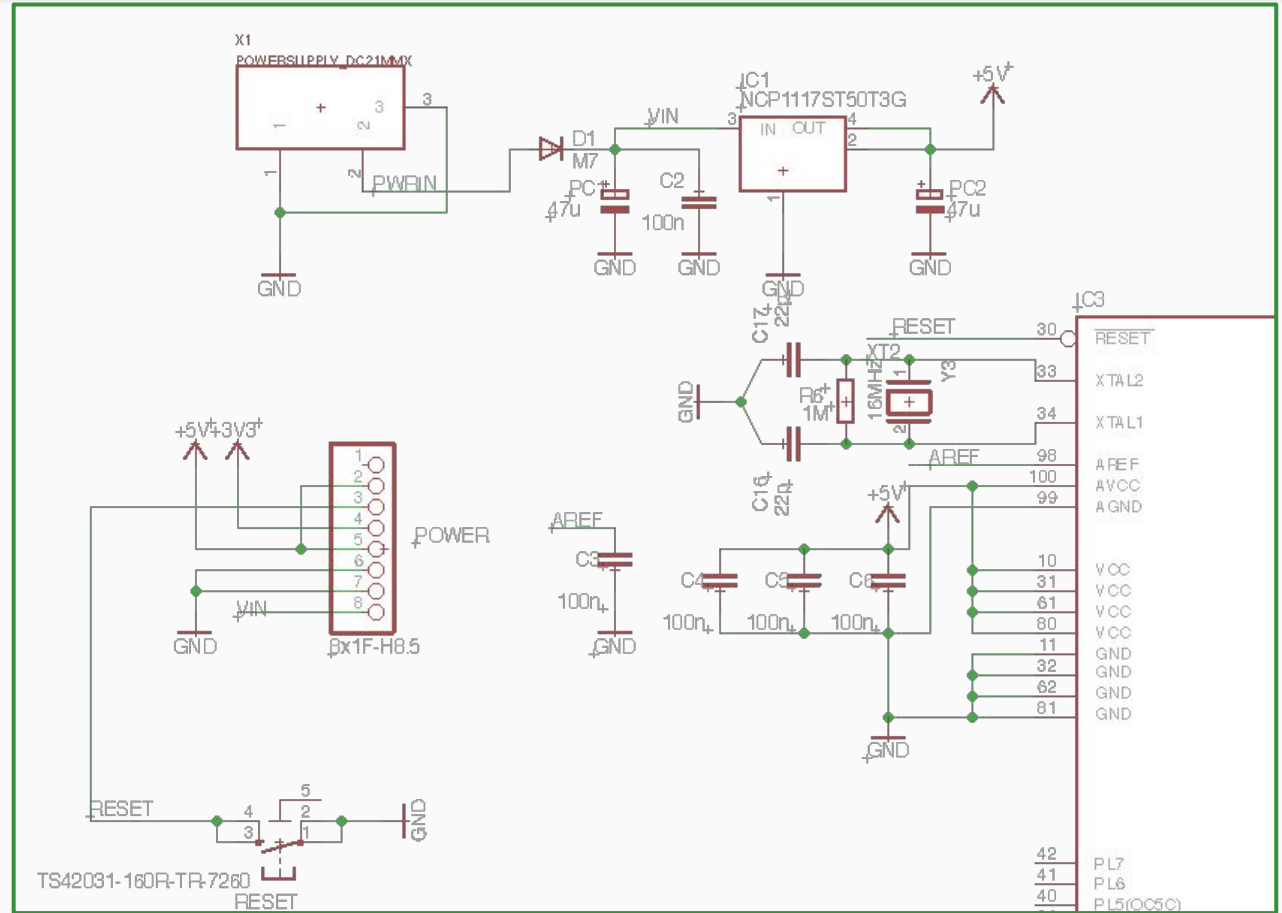 X1
POWERSUPPLY_DC21MMX
3
3
1
2
1
2
PWRIN
D1
M7
VIN
PC1
47u
C2
100n
GND
GND
GND
IC1
NCP1117ST50T3G
3
IN OUT
4
2
1
GND
+5V
PC2
47u
GND
C17
22p
GND
C16
22p
R6
1M
XT2
16MHz
1
2
Y3
IC3
RESET
30
RESET
33
XTAL2
34
XTAL1
AREF
98
AREF
100
AVCC
99
AGND
10
VCC
31
VCC
61
VCC
80
VCC
11
GND
32
GND
62
GND
81
GND
+5V
C4
100n
C5
100n
C6
100n
GND
AREF
C3
100n
GND
+5V +3V3
1
2
3
4
5
6
7
8
POWER
VIN
GND
8x1F-H8.5
RESET
4
3
5
2
1
GND
TS42031-160R-TR-7260
RESET
42
PL7
41
PL6
40
PL5(OC5C)